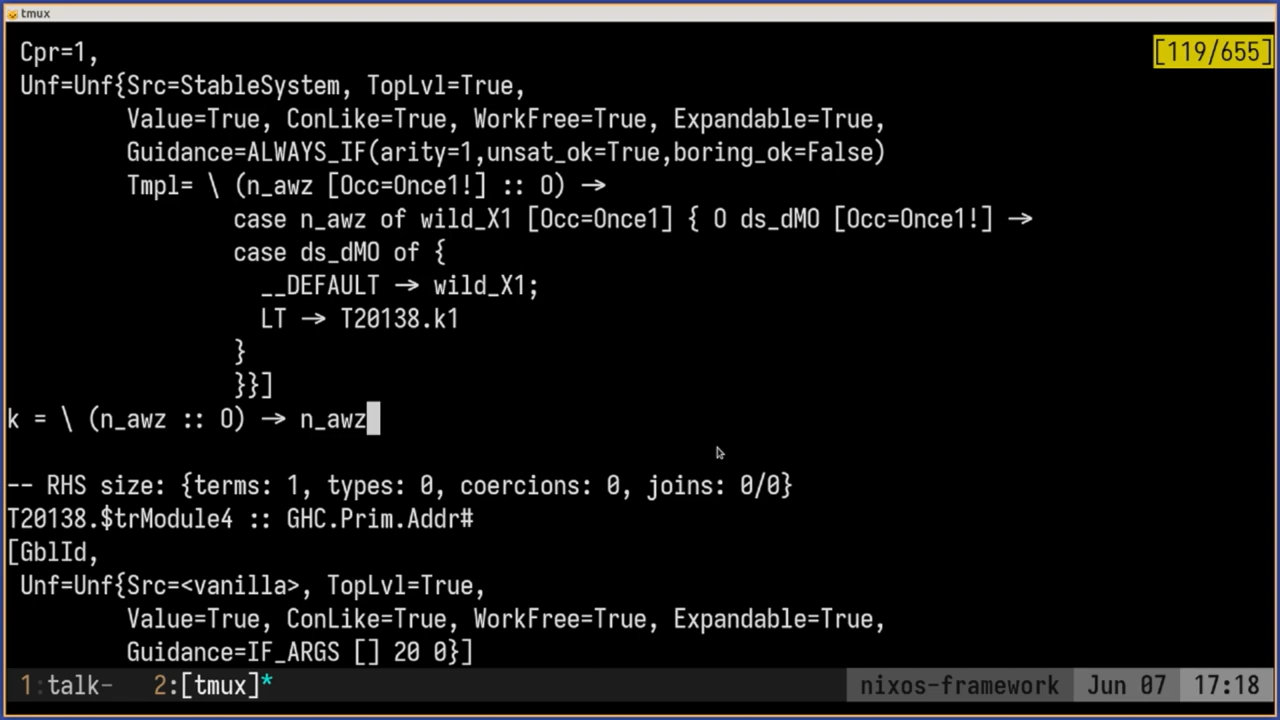 tmux
Cpr=1, [119/655]
Unf=Unf{Src=StableSystem, TopLvl=True,
Value=True, ConLike=True, WorkFree=True, Expandable=True,
Guidance=ALWAYS_IF(arity=1,unsat_ok=True,boring_ok=False)
Tmpl= \ (n_awz [Occ=Once1!] :: O) ->
case n_awz of wild_X1 [Occ=Once1] { O ds_dMO [Occ=Once1!] ->
case ds_dMO of {
__DEFAULT -> wild_X1;
LT -> T20138.k1
}
}}]
k = \ (n_awz :: O) -> n_awz
-- RHS size: {terms: 1, types: 0, coercions: 0, joins: 0/0}
T20138.$trModule4 :: GHC.Prim.Addr#
[GblId,
Unf=Unf{Src=<vanilla>, TopLvl=True,
Value=True, ConLike=True, WorkFree=True, Expandable=True,
Guidance=IF_ARGS [] 20 0}]
1:talk- 2:[tmux]* nixos-framework Jun 07 17:18